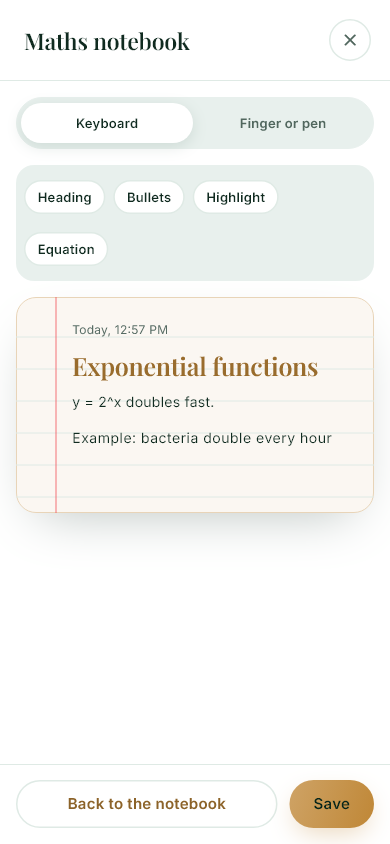 Maths notebook
Keyboard
Finger or pen
Heading
Bullets
Highlight
Equation
Today, 12:57 PM
Exponential functions
y = 2^x doubles fast.
Example: bacteria double every hour
Back to the notebook
Save